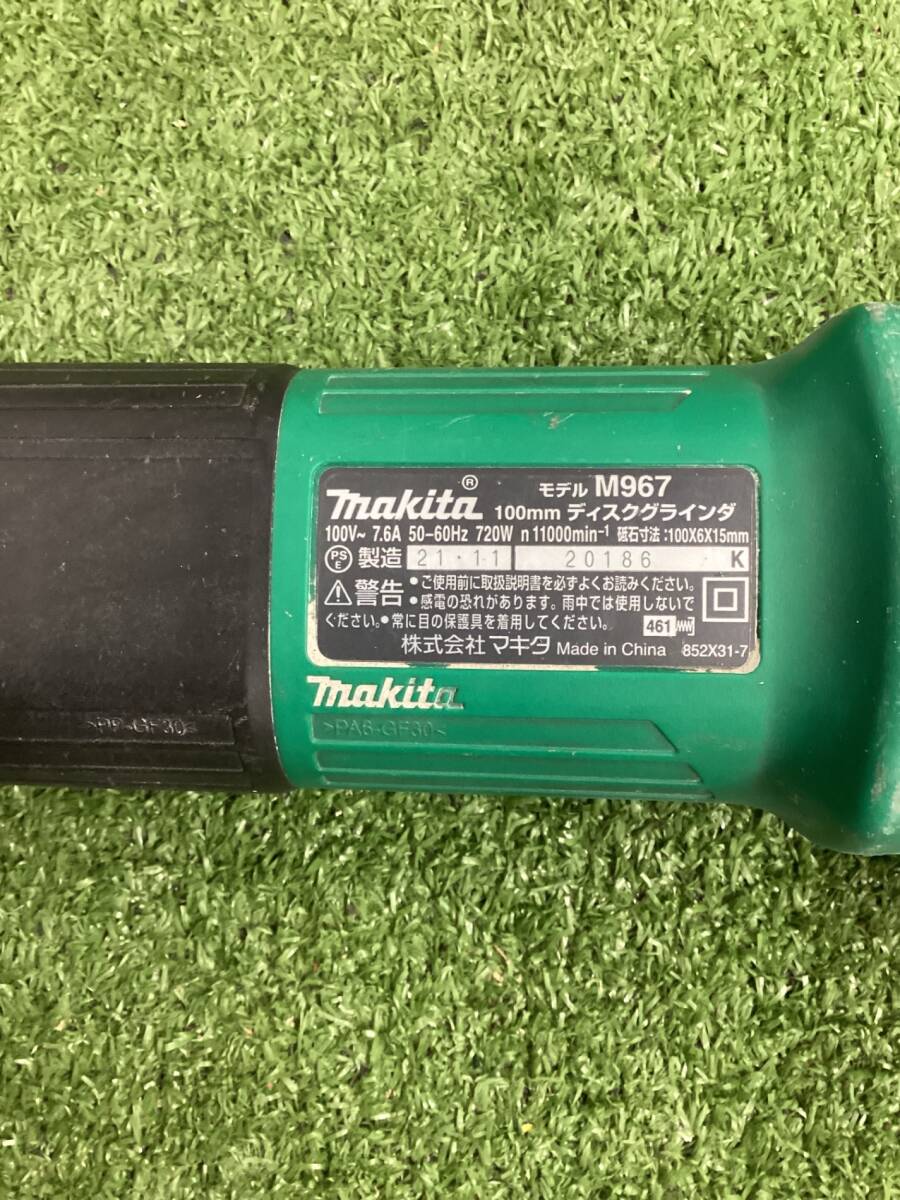 makita® モデル M967
100mm ディスクグラインダ
100V~ 7.6A 50-60Hz 720W n 11000min⁻¹ 砥石寸法:100X6X15mm
PSE 製造 21・11 20186 K
警告 ●ご使用前に取扱説明書を必ずよくお読みください。
●感電の恐れがあります。雨中では使用しないで
ください。●常に目の保護具を着用してください。 461
株式会社 マキタ Made in China 852X31-7
makita
>PP-GF30<
>PA6-GF30<